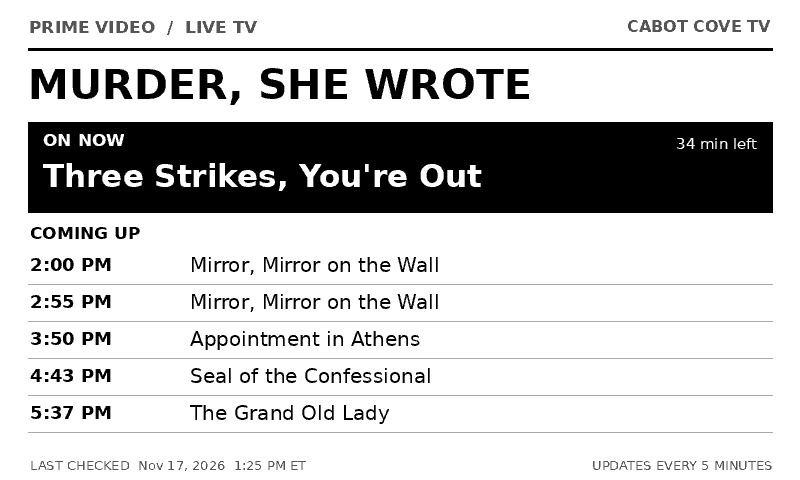 PRIME VIDEO / LIVE TV
CABOT COVE TV
MURDER, SHE WROTE
ON NOW
34 min left
Three Strikes, You're Out
COMING UP
2:00 PM Mirror, Mirror on the Wall
2:55 PM Mirror, Mirror on the Wall
3:50 PM Appointment in Athens
4:43 PM Seal of the Confessional
5:37 PM The Grand Old Lady
LAST CHECKED Nov 17, 2026 1:25 PM ET
UPDATES EVERY 5 MINUTES